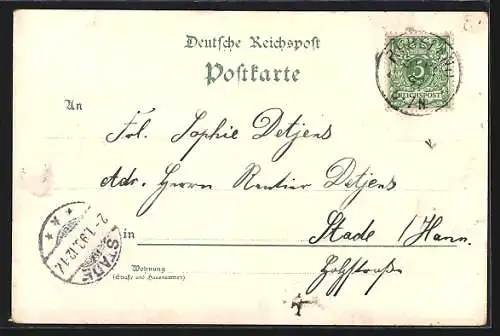 Deutsche Reichspost
Postkarte
5
REICHSPOST
An
Frl. Sophie Detjens
Adr. Herrn Rentier Detjens
in Stade /Hann.
Holzstraße
Wohnung
(Straße und Hausnummer)
STADE